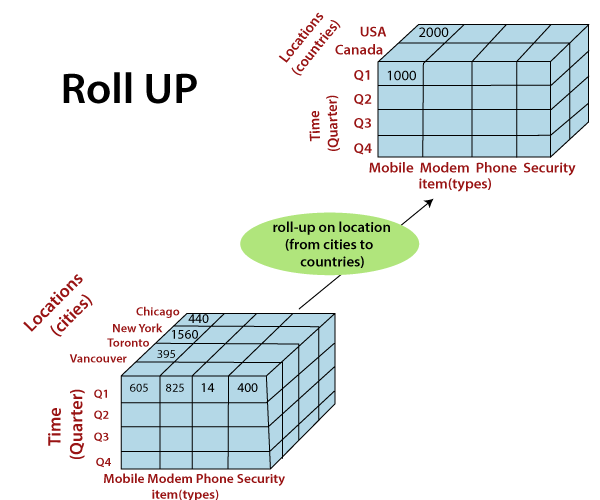 Roll UP
Locations
(countries)
USA
Canada
2000
Time
(Quarter)
Q1
1000
Q2
Q3
Q4
Mobile Modem Phone Security
item(types)
roll-up on location
(from cities to
countries)
Locations
(cities)
Chicago
440
New York
1560
Toronto
395
Vancouver
Time
(Quarter)
Q1
605 825 14 400
Q2
Q3
Q4
Mobile Modem Phone Security
item(types)